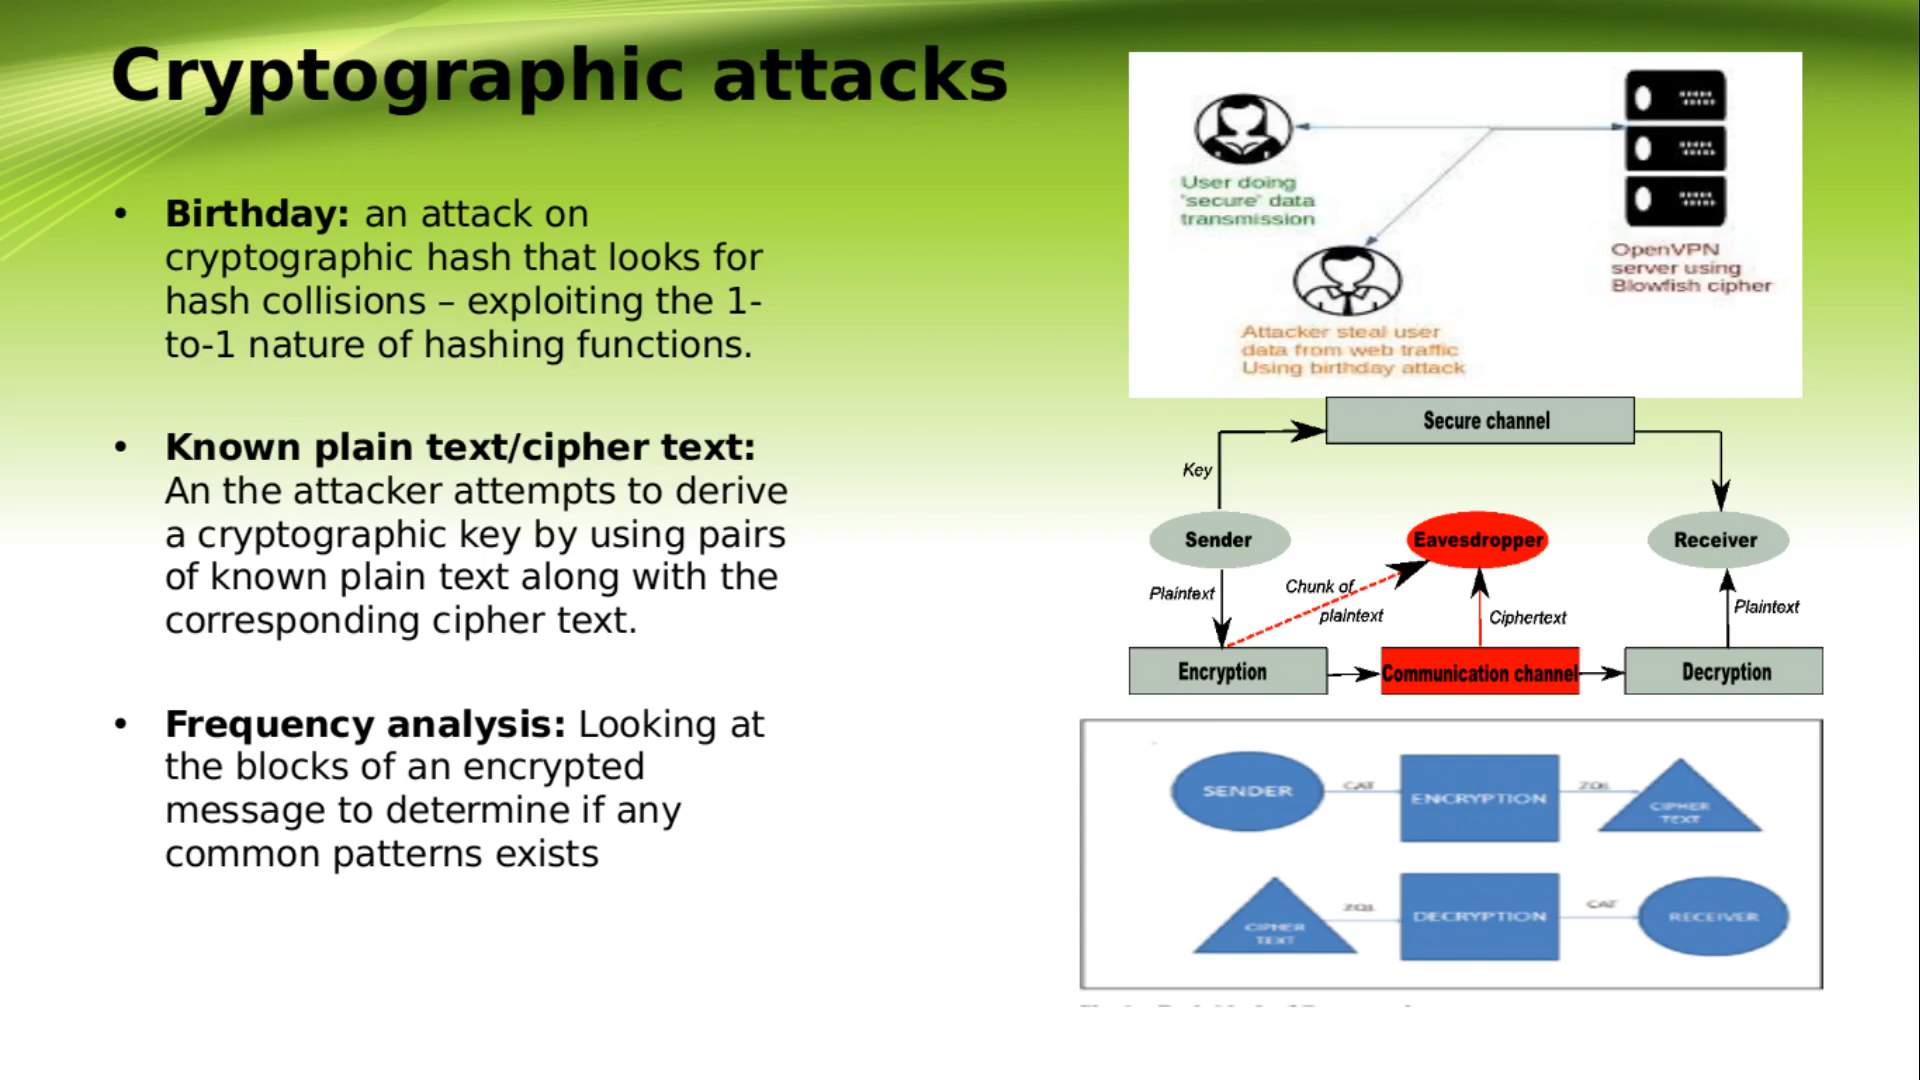 Cryptographic attacks
• Birthday: an attack on
cryptographic hash that looks for
hash collisions – exploiting the 1-
to-1 nature of hashing functions.
• Known plain text/cipher text:
An the attacker attempts to derive
a cryptographic key by using pairs
of known plain text along with the
corresponding cipher text.
• Frequency analysis: Looking at
the blocks of an encrypted
message to determine if any
common patterns exists
User doing
'secure' data
transmission
OpenVPN
server using
Blowfish cipher
Attacker steal user
data from web traffic
Using birthday attack
Secure channel
Key
Sender
Eavesdropper
Receiver
Plaintext
Chunk of
plaintext
Ciphertext
Plaintext
Encryption
Communication channel
Decryption
SENDER
CAT
ENCRYPTION
ZQL
CIPHER
TEXT
CIPHER
TEXT
ZQL
DECRYPTION
CAT
RECEIVER